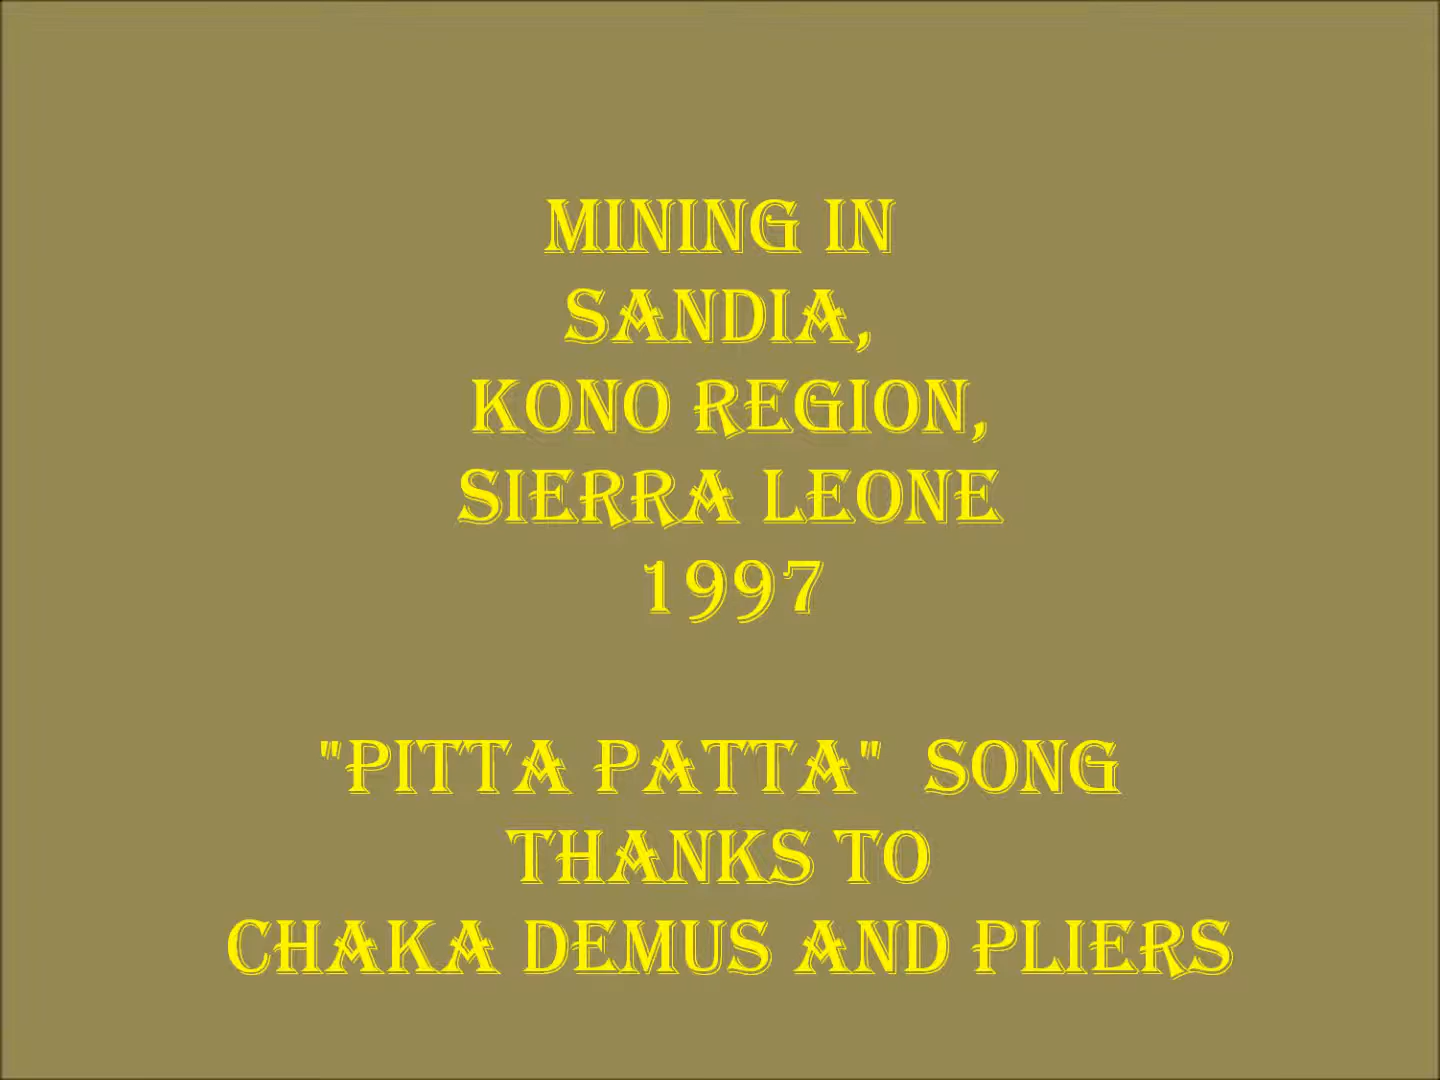 MINING IN
SANDIA,
KONO REGION,
SIERRA LEONE
1997
"PITTA PATTA" SONG
THANKS TO
CHAKA DEMUS AND PLIERS